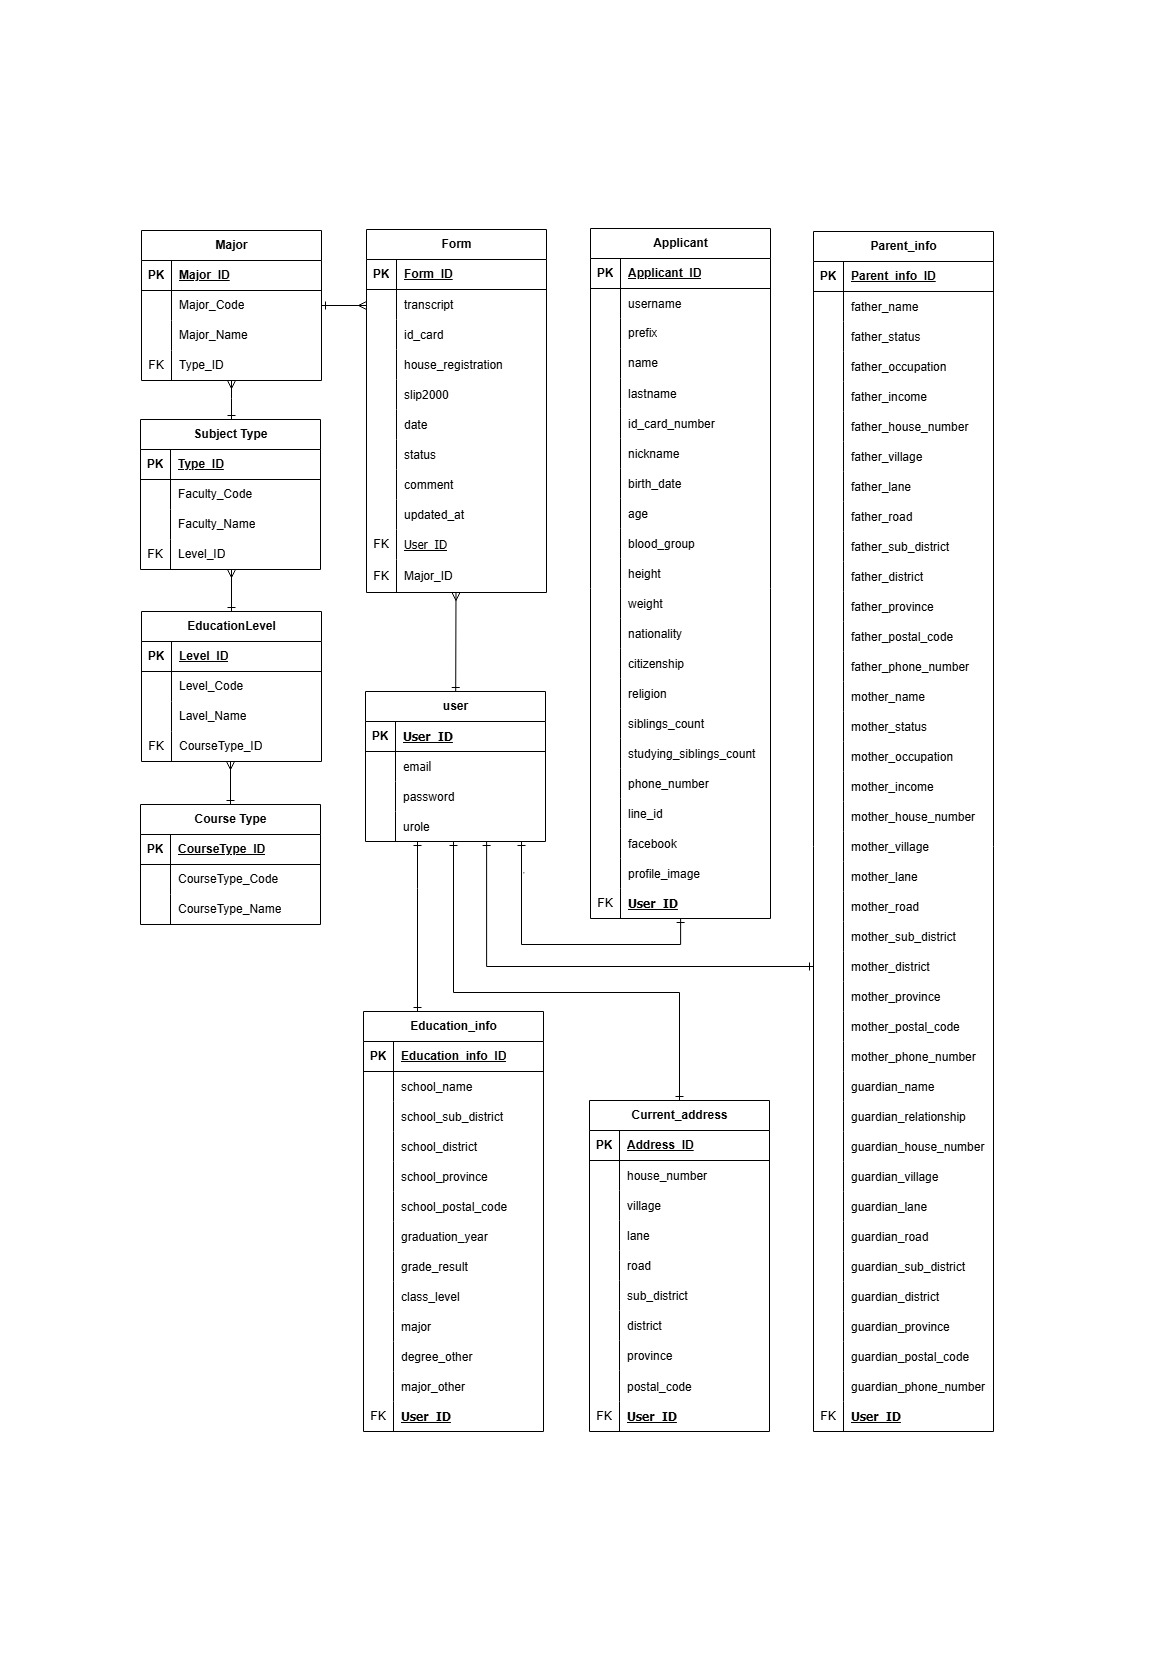 Major
PK Major_ID
Major_Code
Major_Name
FK Type_ID
Subject Type
PK Type_ID
Faculty_Code
Faculty_Name
FK Level_ID
EducationLevel
PK Level_ID
Level_Code
Lavel_Name
FK CourseType_ID
Course Type
PK CourseType_ID
CourseType_Code
CourseType_Name
Form
PK Form_ID
transcript
id_card
house_registration
slip2000
date
status
comment
updated_at
FK User_ID
FK Major_ID
user
PK User_ID
email
password
urole
Education_info
PK Education_info_ID
school_name
school_sub_district
school_district
school_province
school_postal_code
graduation_year
grade_result
class_level
major
degree_other
major_other
FK User_ID
Applicant
PK Applicant_ID
username
prefix
name
lastname
id_card_number
nickname
birth_date
age
blood_group
height
weight
nationality
citizenship
religion
siblings_count
studying_siblings_count
phone_number
line_id
facebook
profile_image
FK User_ID
Current_address
PK Address_ID
house_number
village
lane
road
sub_district
district
province
postal_code
FK User_ID
Parent_info
PK Parent_info_ID
father_name
father_status
father_occupation
father_income
father_house_number
father_village
father_lane
father_road
father_sub_district
father_district
father_province
father_postal_code
father_phone_number
mother_name
mother_status
mother_occupation
mother_income
mother_house_number
mother_village
mother_lane
mother_road
mother_sub_district
mother_district
mother_province
mother_postal_code
mother_phone_number
guardian_name
guardian_relationship
guardian_house_number
guardian_village
guardian_lane
guardian_road
guardian_sub_district
guardian_district
guardian_province
guardian_postal_code
guardian_phone_number
FK User_ID